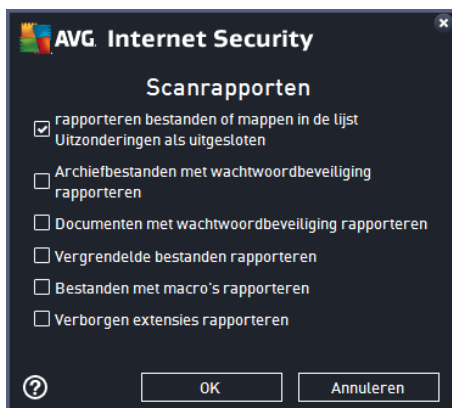 AVG. Internet Security
Scanrapporten
rapporteren bestanden of mappen in de lijst
Uitzonderingen als uitgesloten
Archiefbestanden met wachtwoordbeveiliging
rapporteren
Documenten met wachtwoordbeveiliging rapporteren
Vergrendelde bestanden rapporteren
Bestanden met macro's rapporteren
Verborgen extensies rapporteren
?
OK
Annuleren